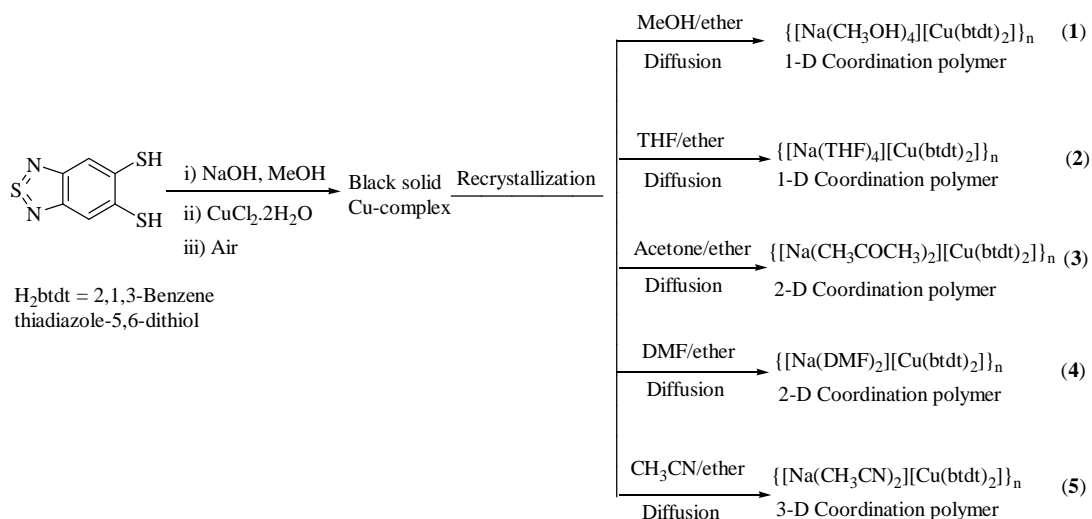 N
S
N
SH
SH
H₂btdt = 2,1,3-Benzene
thiadiazole-5,6-dithiol
i) NaOH, MeOH
ii) CuCl₂.2H₂O
iii) Air
Black solid
Cu-complex
Recrystallization
MeOH/ether
Diffusion
{[Na(CH₃OH)₄][Cu(btdt)₂]}ₙ (1)
1-D Coordination polymer
THF/ether
Diffusion
{[Na(THF)₄][Cu(btdt)₂]}ₙ (2)
1-D Coordination polymer
Acetone/ether
Diffusion
{[Na(CH₃COCH₃)₂][Cu(btdt)₂]}ₙ (3)
2-D Coordination polymer
DMF/ether
Diffusion
{[Na(DMF)₂][Cu(btdt)₂]}ₙ (4)
2-D Coordination polymer
CH₃CN/ether
Diffusion
{[Na(CH₃CN)₂][Cu(btdt)₂]}ₙ (5)
3-D Coordination polymer